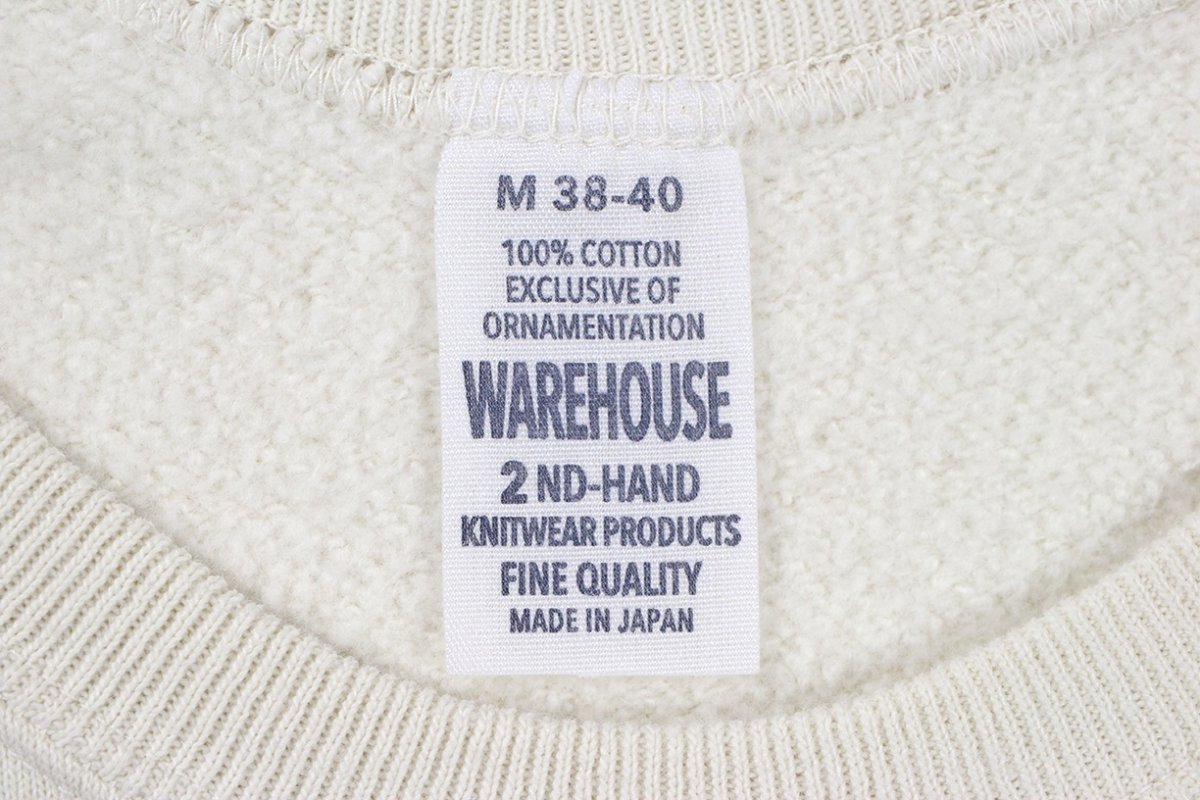 M 38-40
100% COTTON
EXCLUSIVE OF
ORNAMENTATION
WAREHOUSE
2 ND-HAND
KNITWEAR PRODUCTS
FINE QUALITY
MADE IN JAPAN